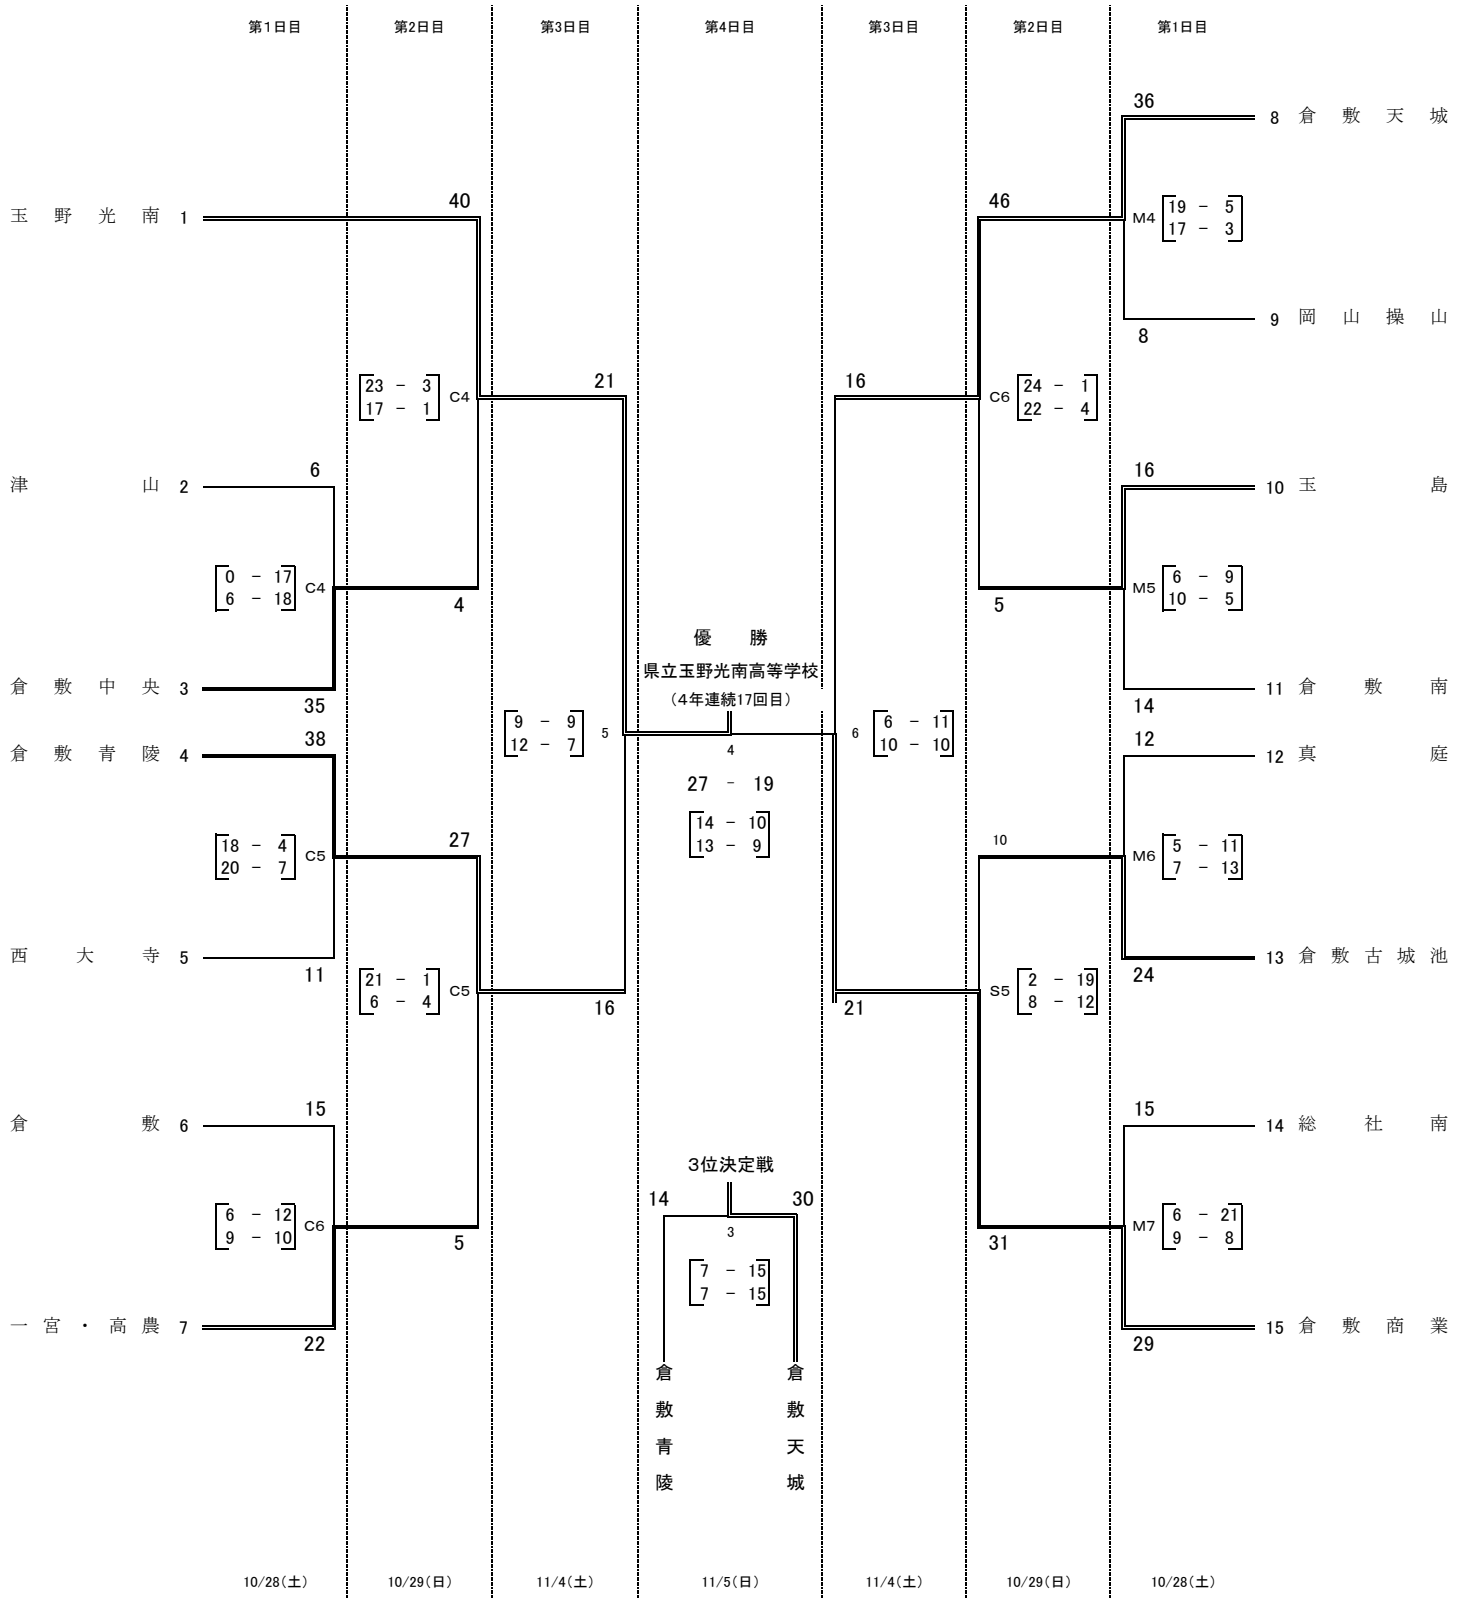 第1日目 第2日目 第3日目 第4日目 第3日目 第2日目 第1日目
36
8 倉敷天城
玉野光南 1
40
46
M4
19 - 5
17 - 3
9 岡山操山
8
23 - 3
17 - 1
C4
21
16
C6
24 - 1
22 - 4
津山 2
6
16
10 玉島
0 - 17
6 - 18
C4
4
5
M5
6 - 9
10 - 5
優勝
県立玉野光南高等学校
（4年連続17回目）
倉敷中央 3
35
11 倉敷南
14
倉敷青陵 4
38
9 - 9
12 - 7
5
4
6
6 - 11
10 - 10
12
12 真庭
27 - 19
14 - 10
13 - 9
18 - 4
20 - 7
C5
27
10
M6
5 - 11
7 - 13
西大寺 5
11
13 倉敷古城池
24
21 - 1
6 - 4
C5
16
21
S5
2 - 19
8 - 12
倉敷 6
15
15
14 総社南
3位決定戦
14
30
3
7 - 15
7 - 15
6 - 12
9 - 10
C6
5
31
M7
6 - 21
9 - 8
一宮・高農 7
22
15 倉敷商業
29
倉敷青陵
倉敷天城
10/28(土) 10/29(日) 11/4(土) 11/5(日) 11/4(土) 10/29(日) 10/28(土)